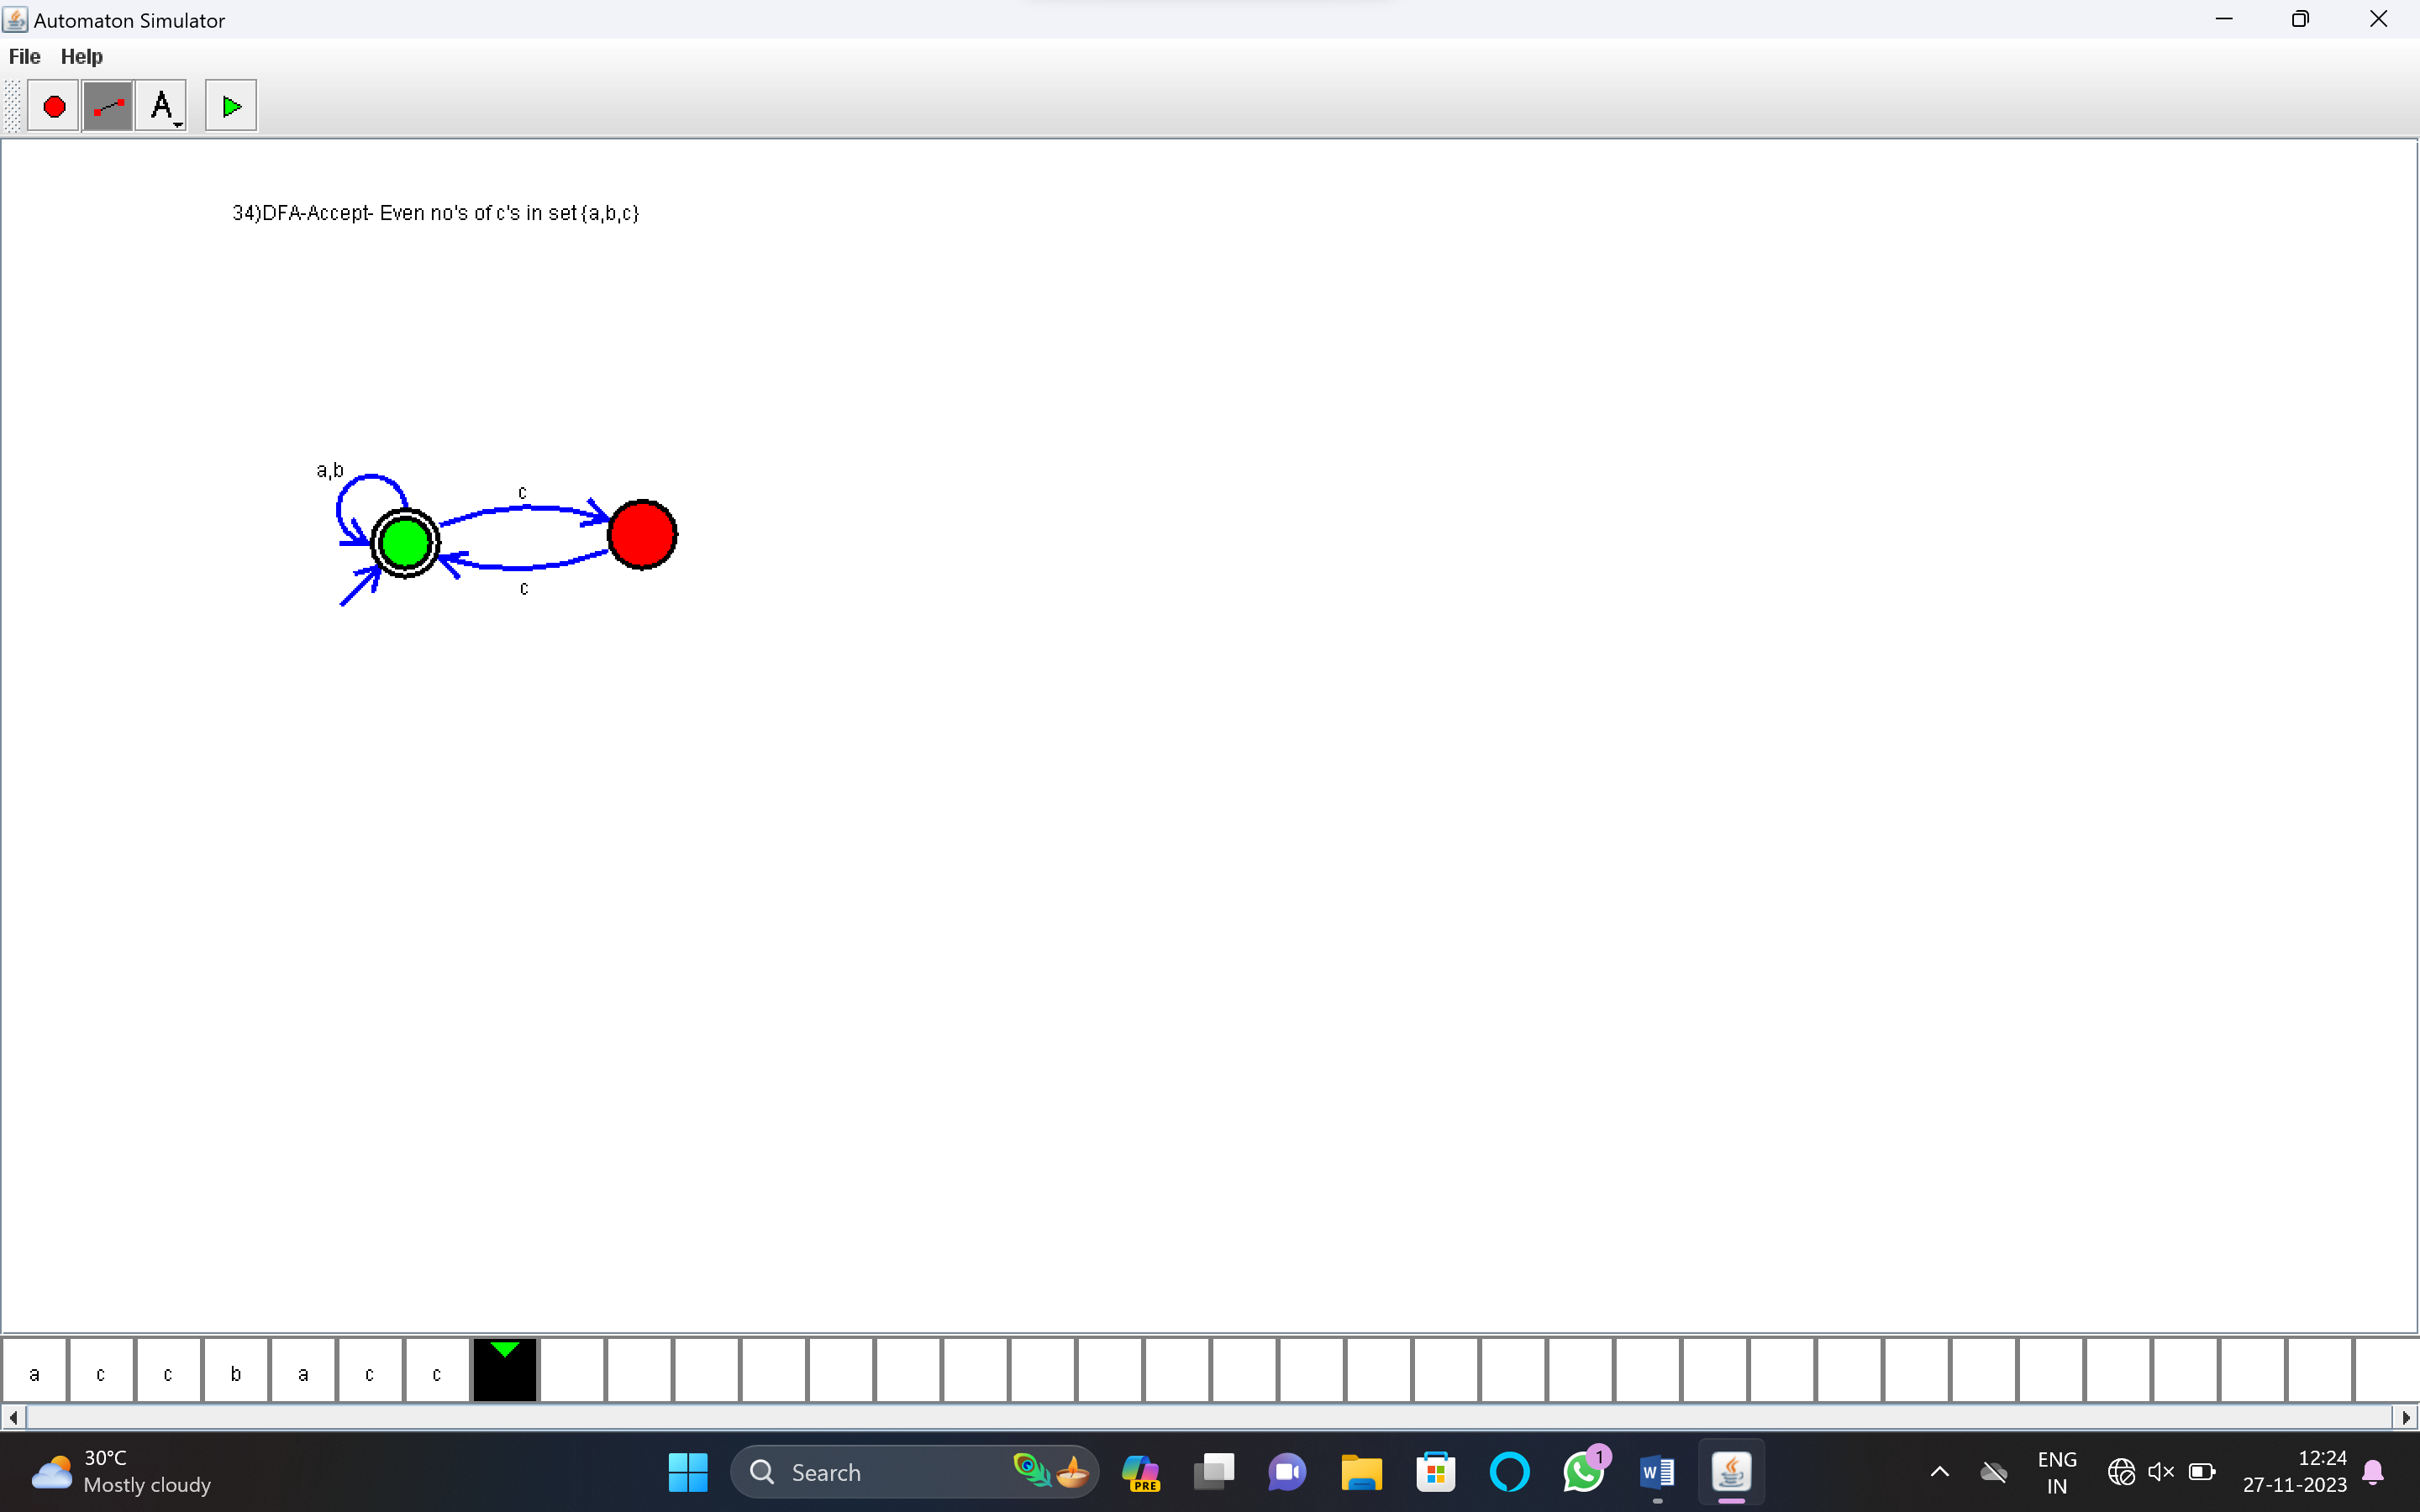 Automaton Simulator
File Help
A
34)DFA-Accept- Even no's of c's in set {a,b,c}
a,b
c
c
a c c b a c c
30°C
Mostly cloudy
Search
PRE
1
W
ENG
IN
12:24
27-11-2023